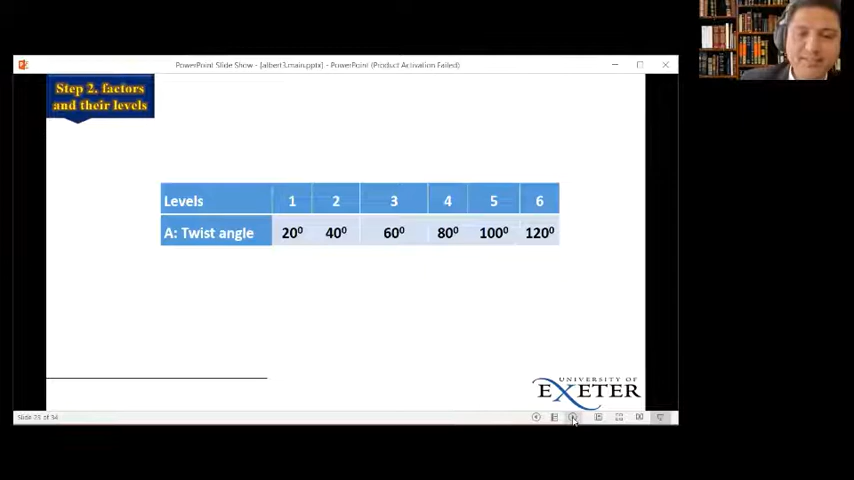 PowerPoint Slide Show - [albert3.main.pptx] - PowerPoint (Product Activation Failed)
Step 2. factors
and their levels
Levels 1 2 3 4 5 6
A: Twist angle 20⁰ 40⁰ 60⁰ 80⁰ 100⁰ 120⁰
UNIVERSITY OF
EXETER